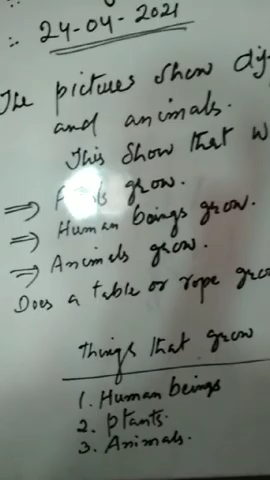 24-04-2021
The pictures show
and animals.
This show that
grow.
⇒ Human beings grow.
⇒ Animals grow.
Does a table or rope
Things that grow
1. Human beings
2. Plants.
3. Animals.